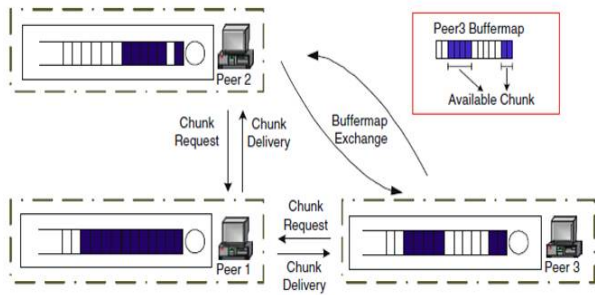 Peer3 Buffermap
Available Chunk
Peer 2
Chunk
Request
Chunk
Delivery
Buffermap
Exchange
Peer 1
Chunk
Request
Chunk
Delivery
Peer 3